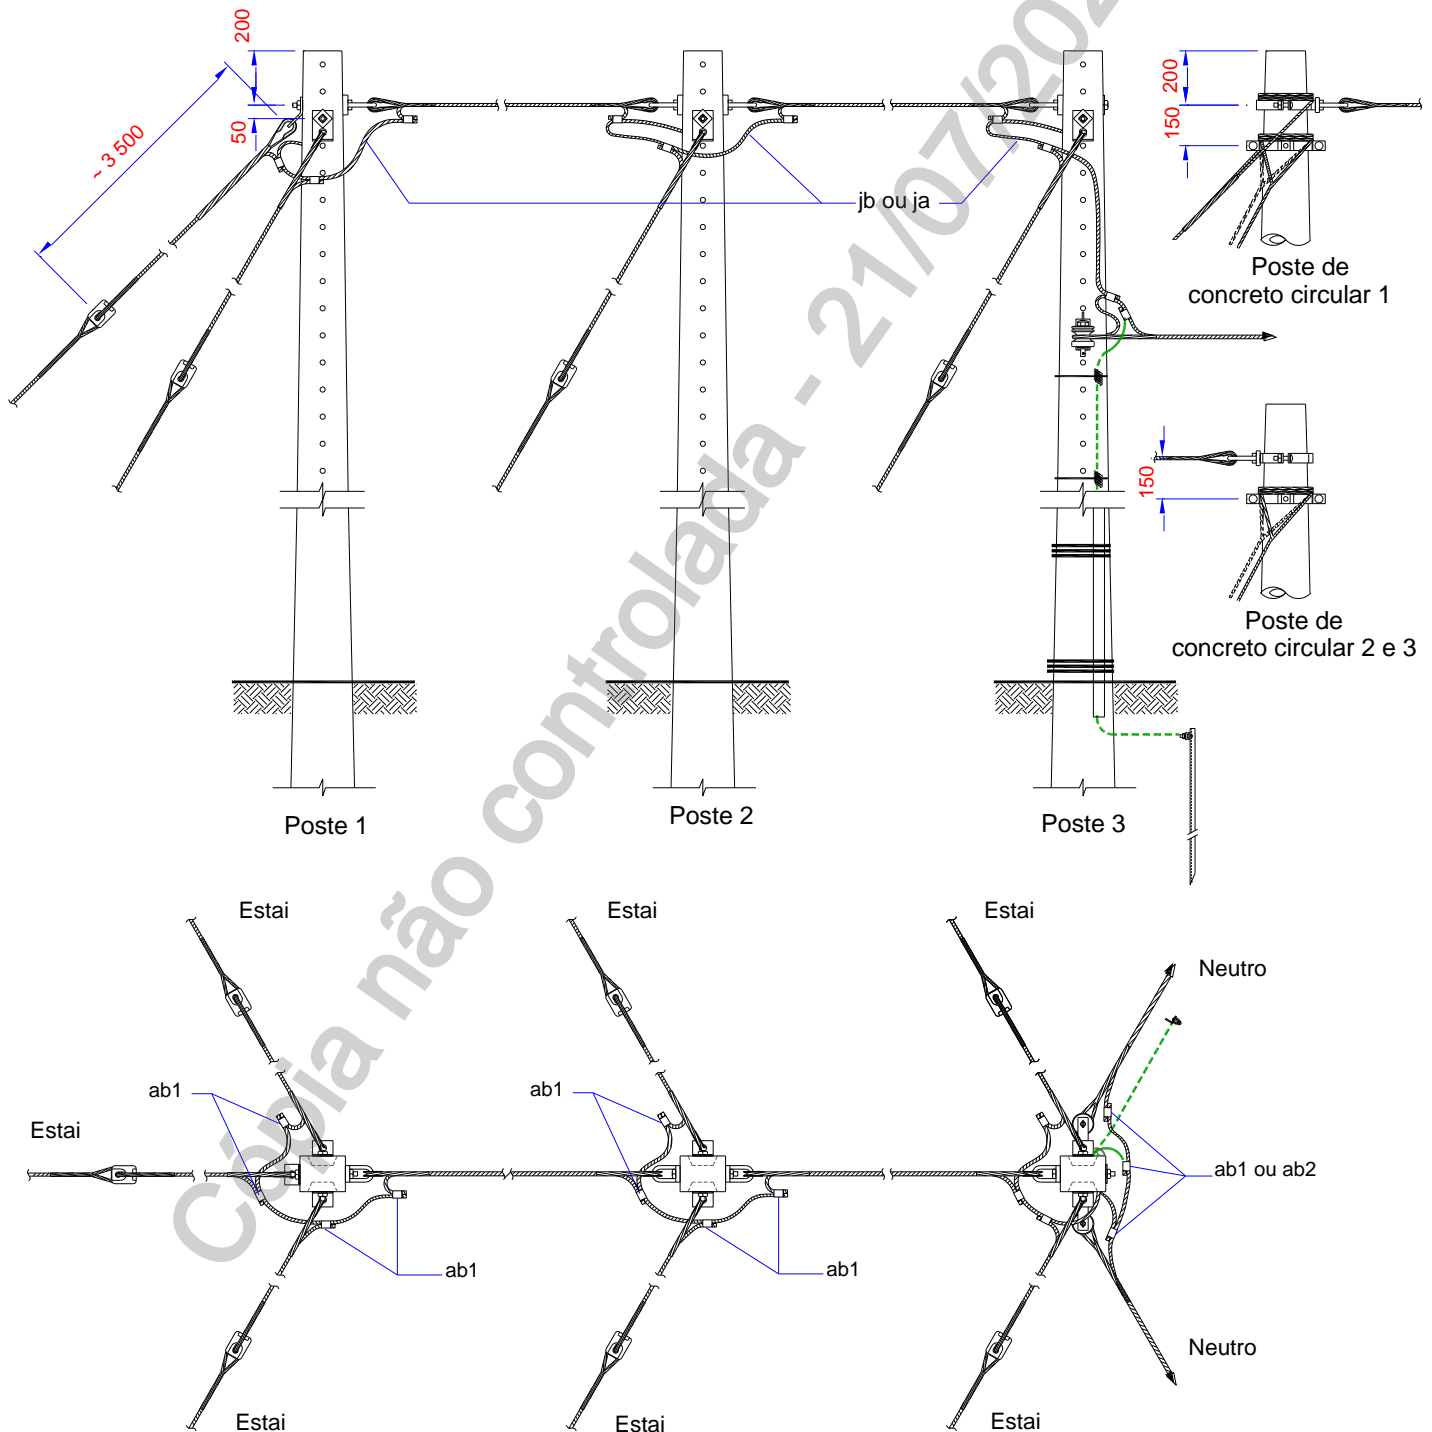 200
50
~ 3 500
jb ou ja
200
150
Poste de
concreto circular 1
150
Poste de
concreto circular 2 e 3
Poste 1
Poste 2
Poste 3
Cópia não controlada - 21/07/202
Estai
Estai
Estai
Neutro
ab1
ab1
Estai
ab1 ou ab2
ab1
ab1
Neutro
Estai
Estai
Estai